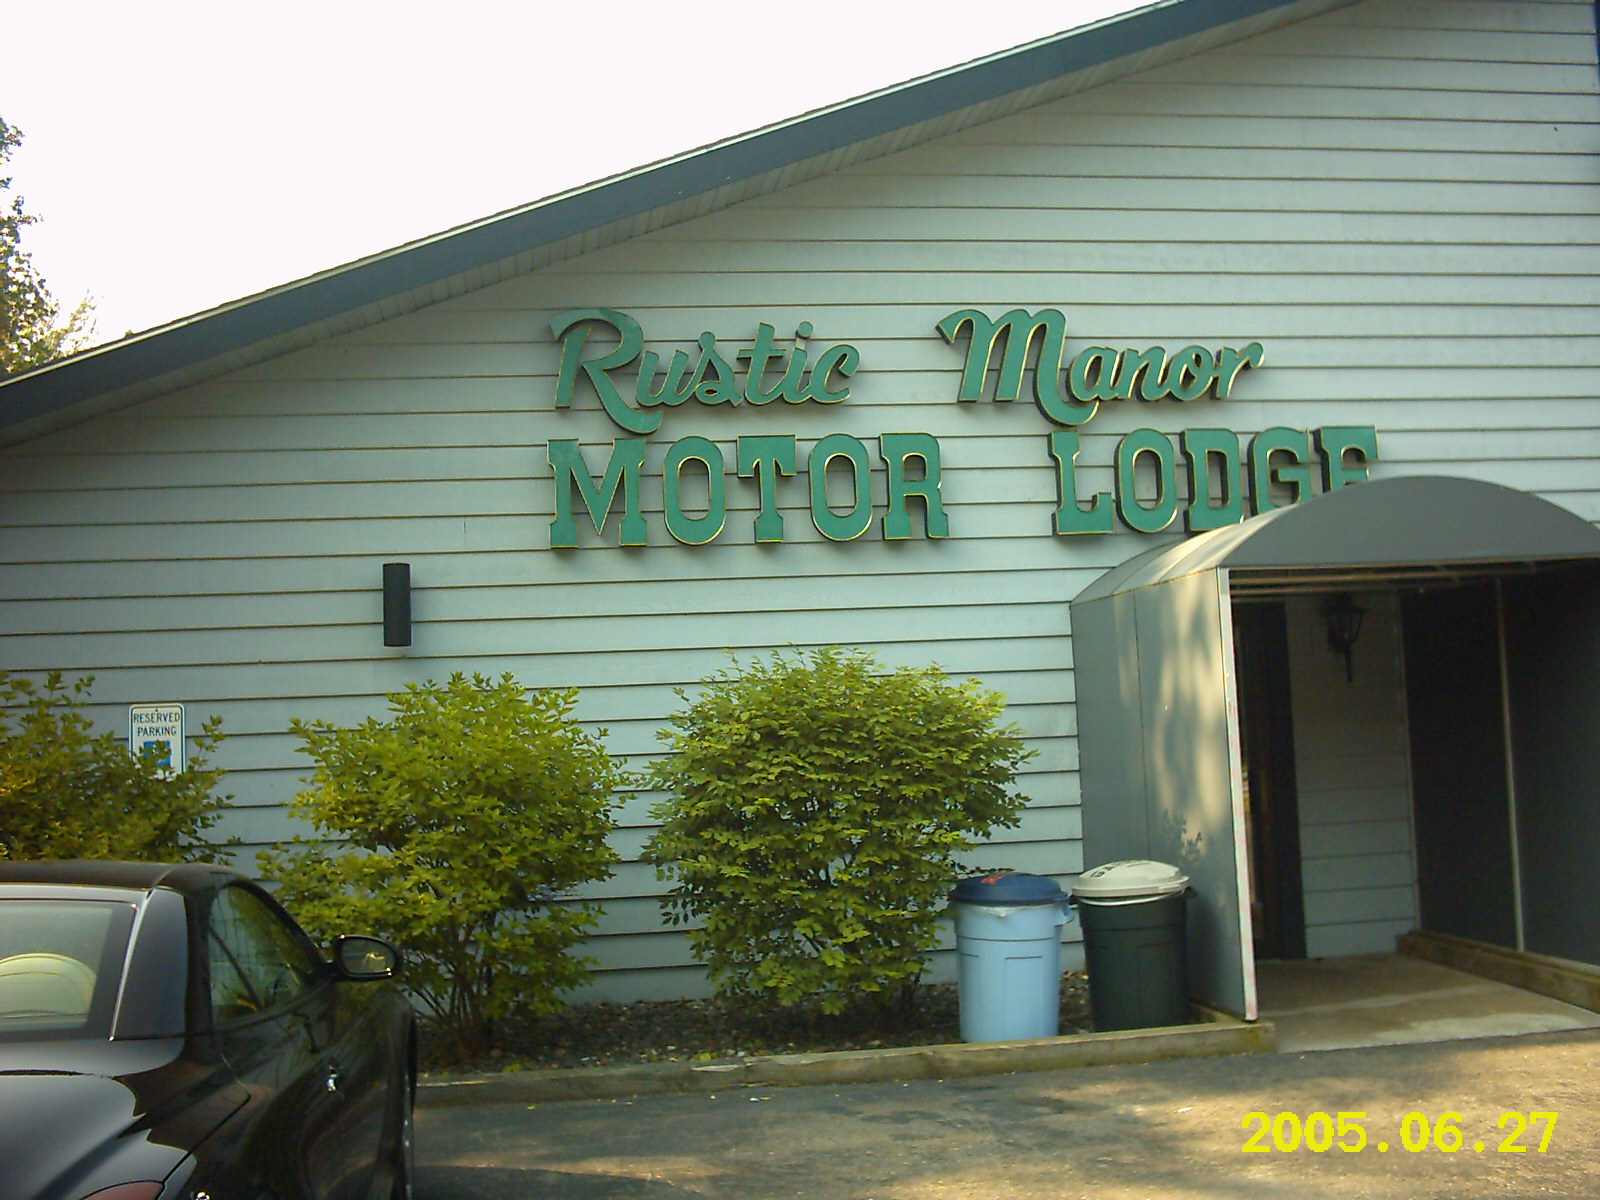 Rustic Manor
MOTOR LODGE
RESERVED
PARKING
2005.06.27